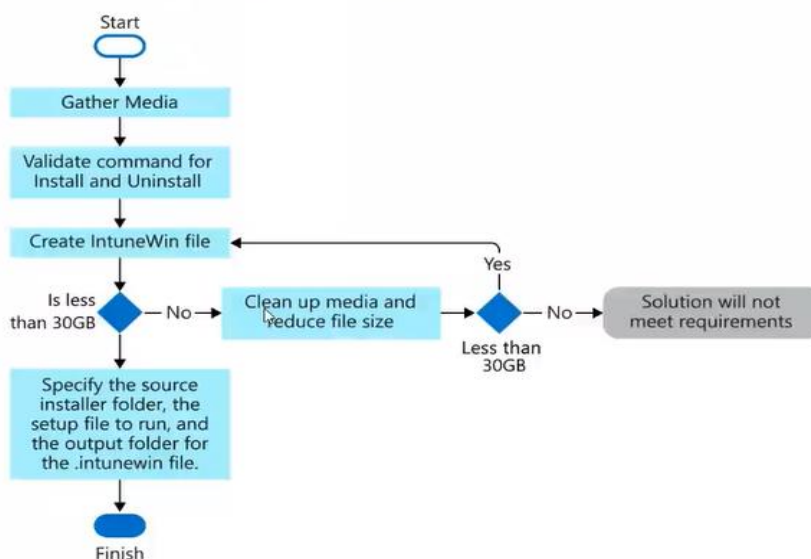 Start
Gather Media
Validate command for
Install and Uninstall
Create IntuneWin file
Yes
Is less
than 30GB
No
Clean up media and
reduce file size
No
Solution will not
meet requirements
Less than
30GB
Specify the source
installer folder, the
setup file to run, and
the output folder for
the .intunewin file.
Finish